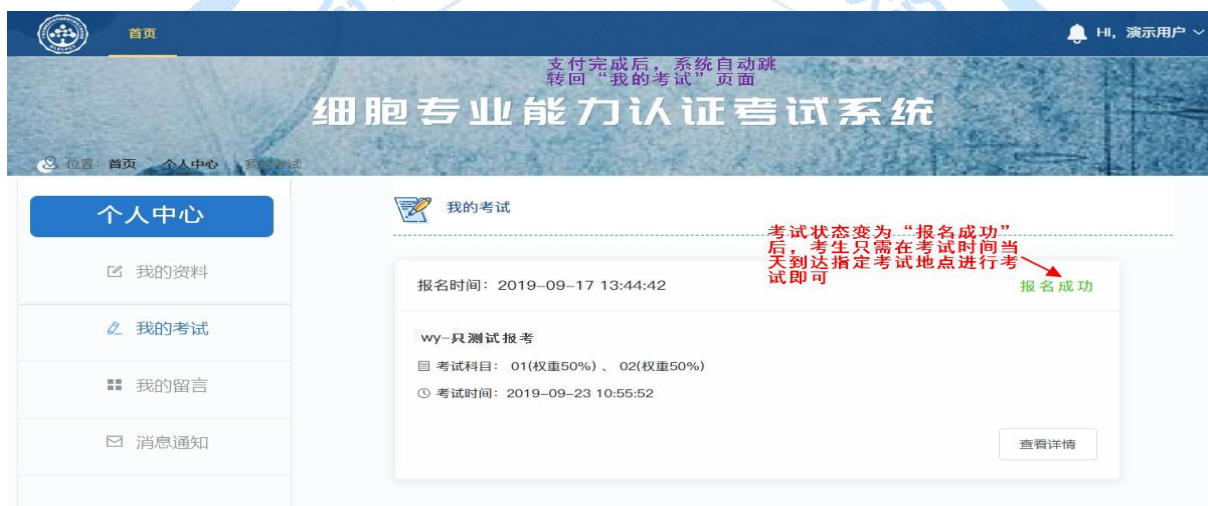 首页
HI, 演示用户
支付完成后，系统自动跳
转回“我的考试”页面
细胞专业能力认证考试系统
位置: 首页 个人中心 我的考试
个人中心
我的考试
考试状态变为“报名成功”
后，考生只需在考试时间当
天到达指定考试地点进行考
试即可
我的资料
报名时间: 2019-09-17 13:44:42
报名成功
我的考试
wy-只测试报考
考试科目: 01(权重50%) 、 02(权重50%)
我的留言
考试时间: 2019-09-23 10:55:52
消息通知
查看详情